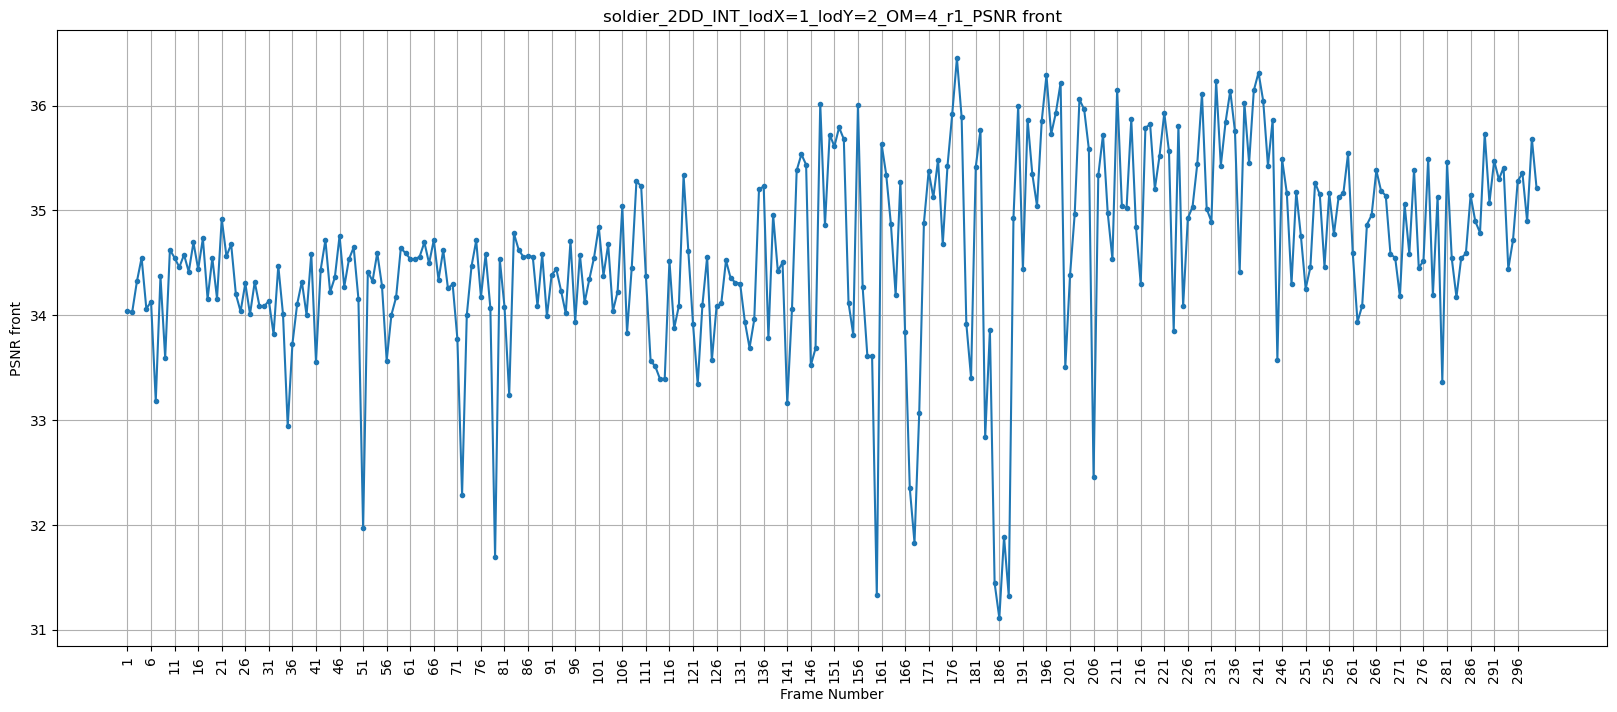 soldier_2DD_INT_lodX=1_lodY=2_OM=4_r1_PSNR front
PSNR front
36
35
34
33
32
31
1 6 11 16 21 26 31 36 41 46 51 56 61 66 71 76 81 86 91 96 101 106 111 116 121 126 131 136 141 146 151 156 161 166 171 176 181 186 191 196 201 206 211 216 221 226 231 236 241 246 251 256 261 266 271 276 281 286 291 296
Frame Number